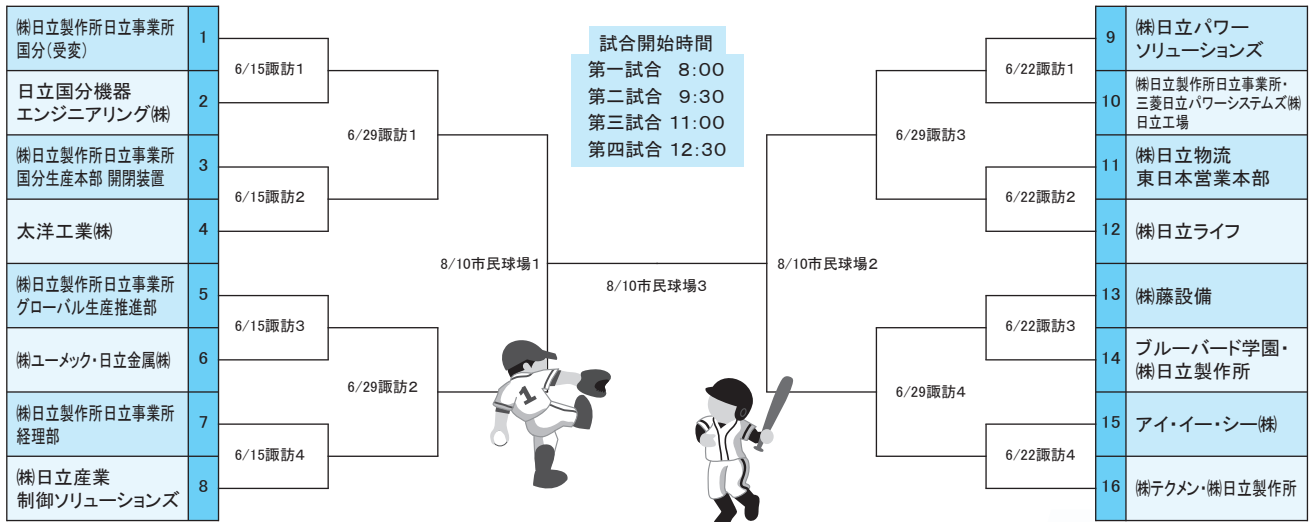 ㈱日立製作所日立事業所
国分(受変)
1
日立国分機器
エンジニアリング㈱
2
㈱日立製作所日立事業所
国分生産本部 開閉装置
3
太洋工業㈱
4
㈱日立製作所日立事業所
グローバル生産推進部
5
㈱ユーメック・日立金属㈱
6
㈱日立製作所日立事業所
経理部
7
㈱日立産業
制御ソリューションズ
8
6/15諏訪1
6/15諏訪2
6/15諏訪3
6/15諏訪4
6/29諏訪1
6/29諏訪2
8/10市民球場1
試合開始時間
第一試合 8:00
第二試合 9:30
第三試合 11:00
第四試合 12:30
8/10市民球場3
1
8/10市民球場2
6/29諏訪3
6/29諏訪4
6/22諏訪1
6/22諏訪2
6/22諏訪3
6/22諏訪4
9
㈱日立パワー
ソリューションズ
10
㈱日立製作所日立事業所・
三菱日立パワーシステムズ㈱
日立工場
11
㈱日立物流
東日本営業本部
12
㈱日立ライフ
13
㈱藤設備
14
ブルーバード学園・
㈱日立製作所
15
アイ・イー・シー㈱
16
㈱テクメン・㈱日立製作所